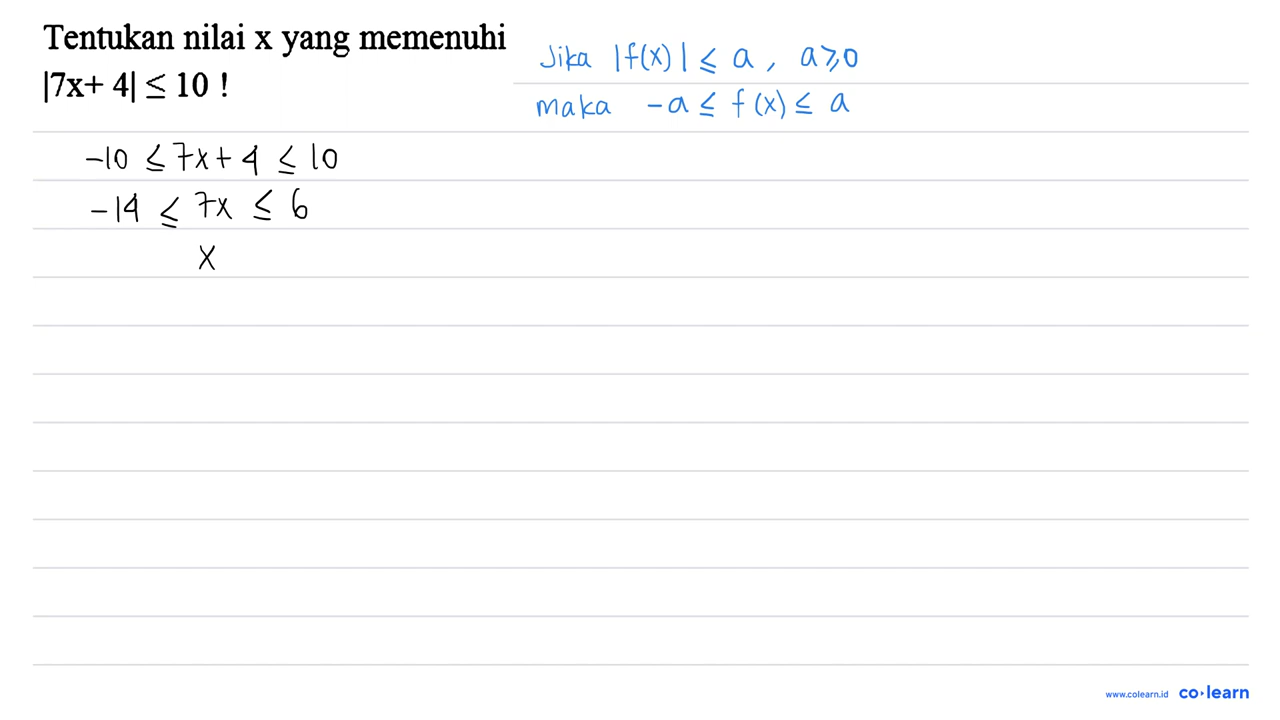 Tentukan nilai x yang memenuhi
|7x+ 4| ≤ 10 !
Jika |f(x)| ≤ a, a ≥ 0
maka -a ≤ f(x) ≤ a
-10 ≤ 7x + 4 ≤ 10
-14 ≤ 7x ≤ 6
x
www.colearn.id co·learn